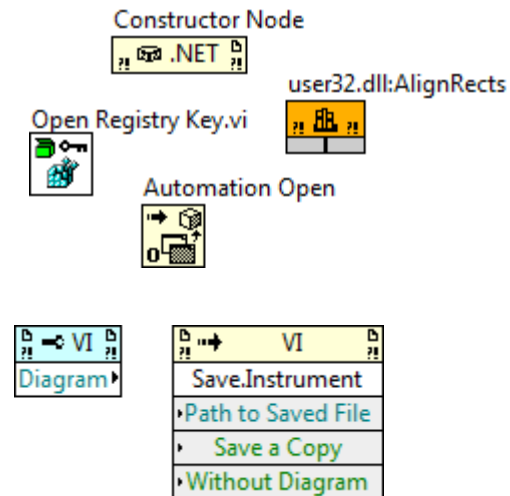 Constructor Node
.NET
user32.dll:AlignRects
Open Registry Key.vi
Automation Open
VI
Diagram
VI
Save.Instrument
Path to Saved File
Save a Copy
Without Diagram